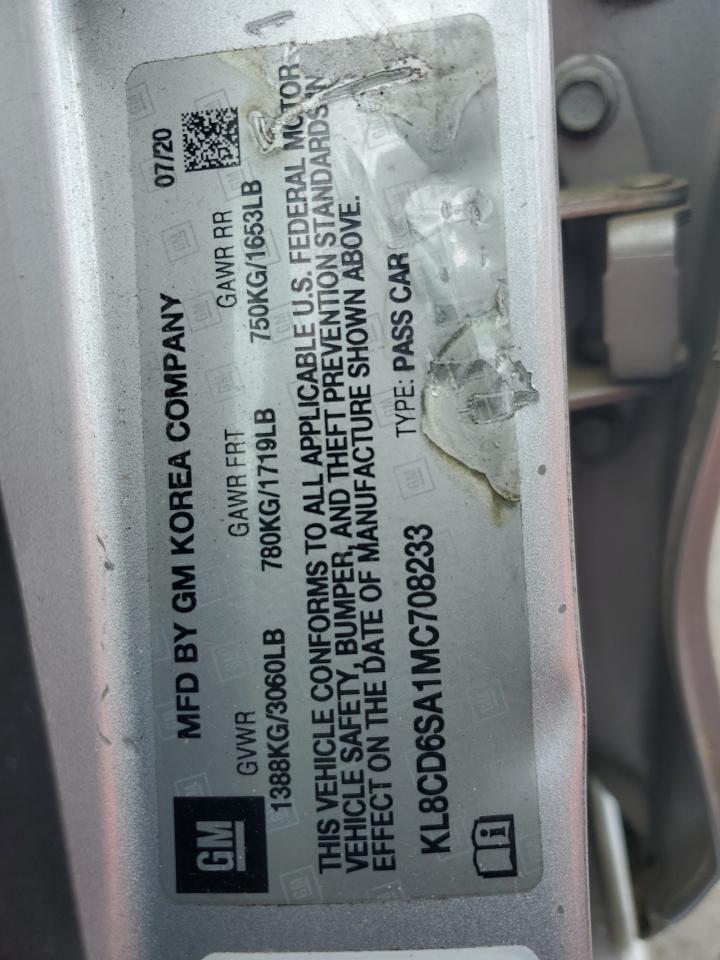 GM
MFD BY GM KOREA COMPANY
07/20
GVWR GAWR FRT GAWR RR
1388KG/3060LB 780KG/1719LB 750KG/1653LB
THIS VEHICLE CONFORMS TO ALL APPLICABLE U.S. FEDERAL MOTOR
VEHICLE SAFETY, BUMPER, AND THEFT PREVENTION STANDARDS IN
EFFECT ON THE DATE OF MANUFACTURE SHOWN ABOVE.
TYPE: PASS CAR
KL8CD6SA1MC708233